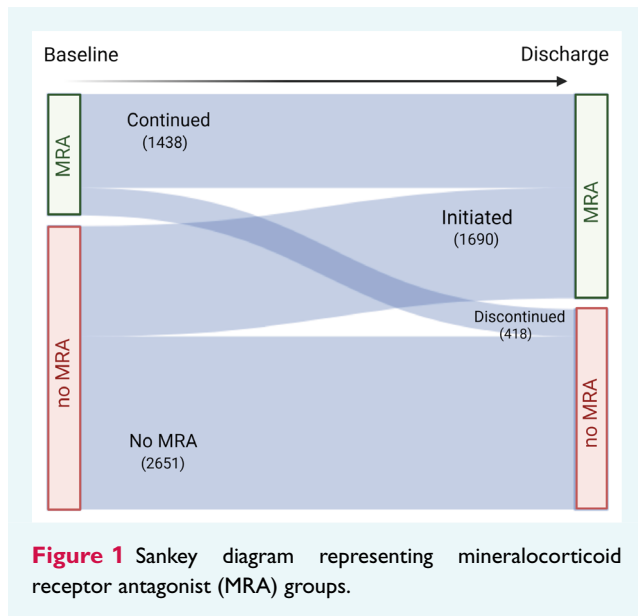 Baseline
Discharge
MRA
Continued
(1438)
MRA
Initiated
(1690)
no MRA
Discontinued
(418)
no MRA
No MRA
(2651)
Figure 1 Sankey diagram representing mineralocorticoid
receptor antagonist (MRA) groups.